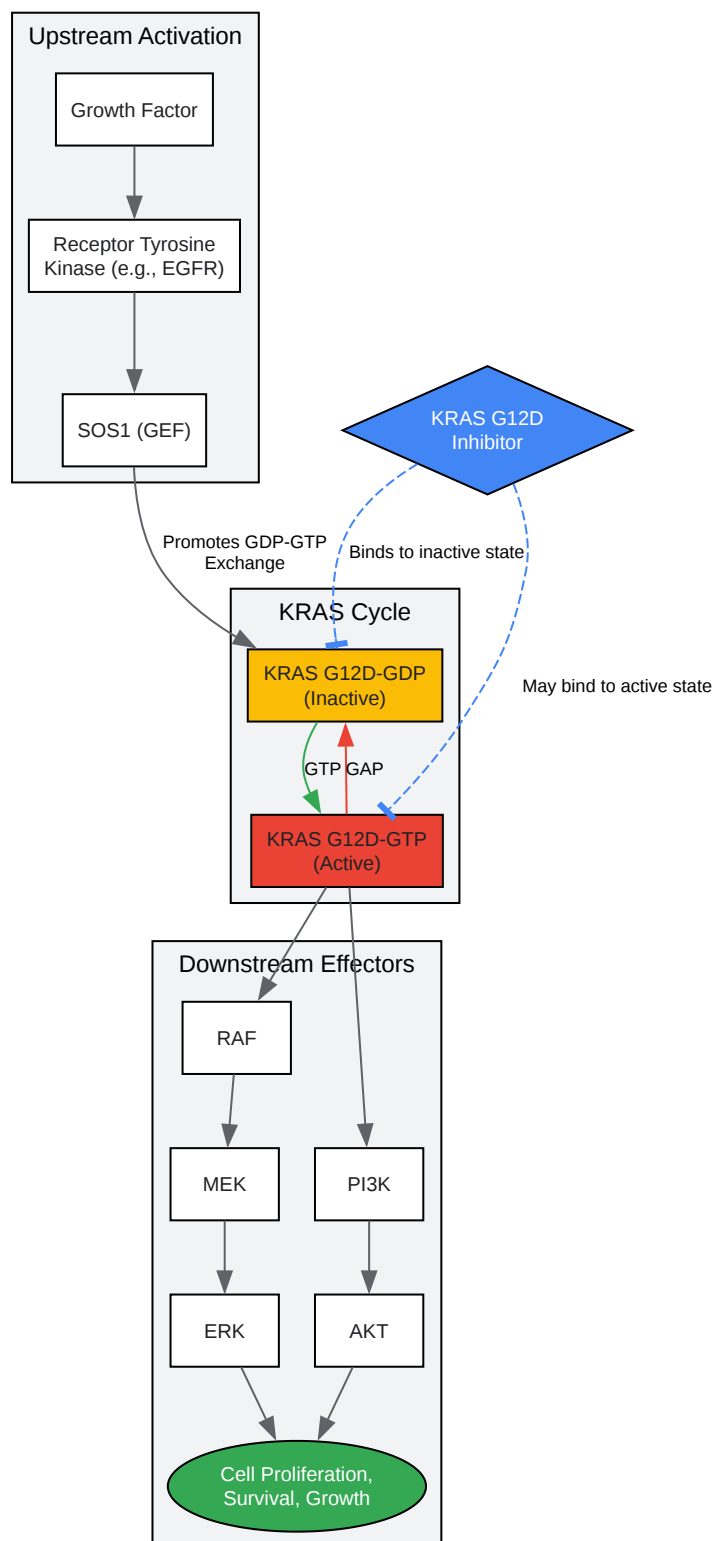 Upstream Activation
Growth Factor
Receptor Tyrosine
Kinase (e.g., EGFR)
SOS1 (GEF)
KRAS G12D
Inhibitor
Promotes GDP-GTP
Exchange
Binds to inactive state
KRAS Cycle
KRAS G12D-GDP
(Inactive)
May bind to active state
GTP
GAP
KRAS G12D-GTP
(Active)
Downstream Effectors
RAF
MEK
PI3K
ERK
AKT
Cell Proliferation,
Survival, Growth